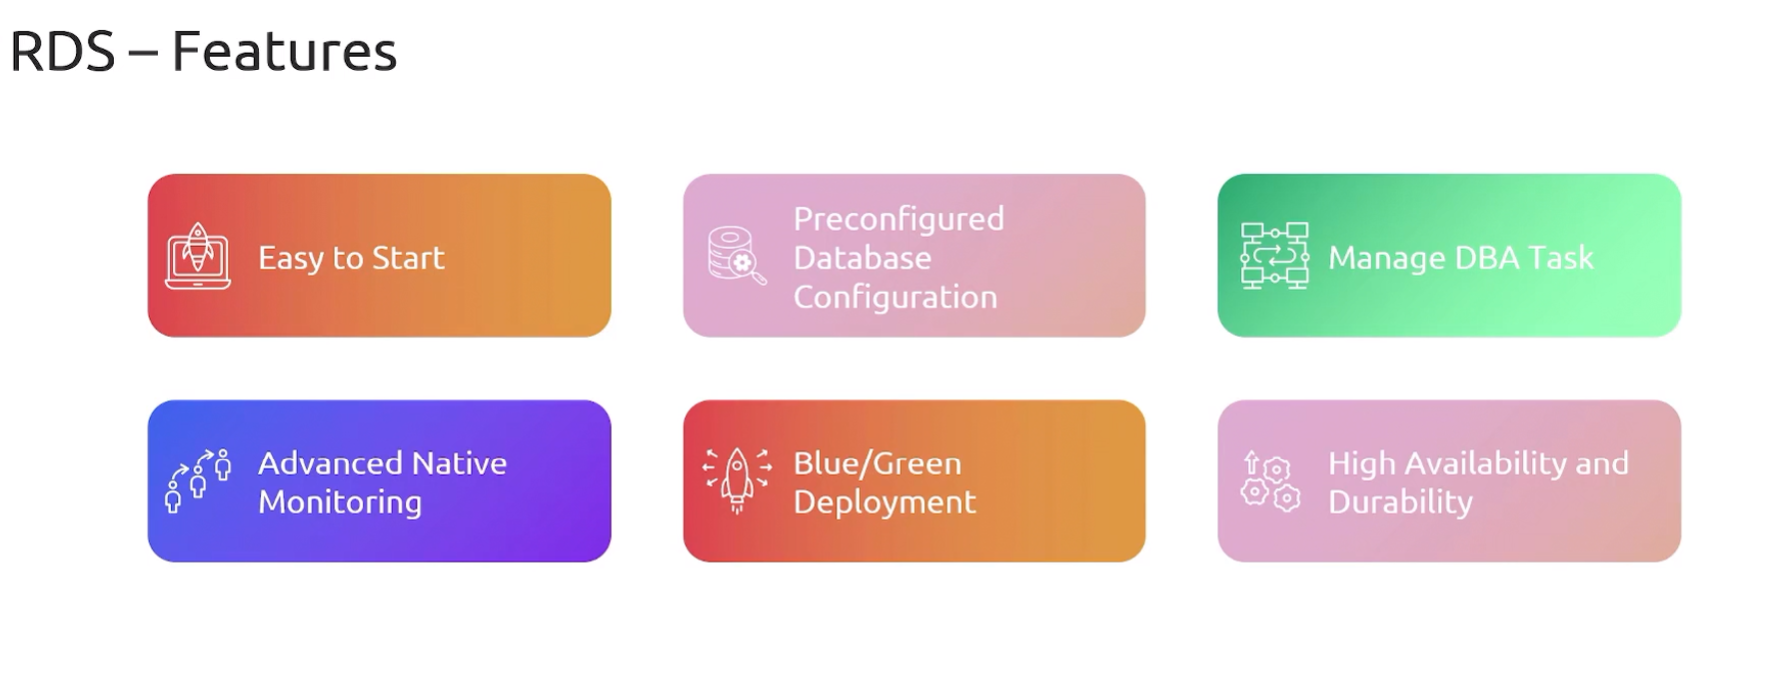 RDS – Features
Easy to Start
Preconfigured
Database
Configuration
Manage DBA Task
Advanced Native
Monitoring
Blue/Green
Deployment
High Availability and
Durability